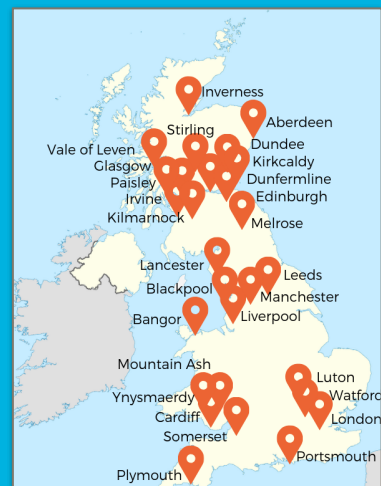 Inverness
Aberdeen
Stirling
Dundee
Vale of Leven
Kirkcaldy
Glasgow
Dunfermline
Paisley
Edinburgh
Irvine
Kilmarnock
Melrose
Lancester
Leeds
Blackpool
Manchester
Liverpool
Bangor
Mountain Ash
Luton
Ynysmaerdy
Watford
Cardiff
London
Somerset
Portsmouth
Plymouth